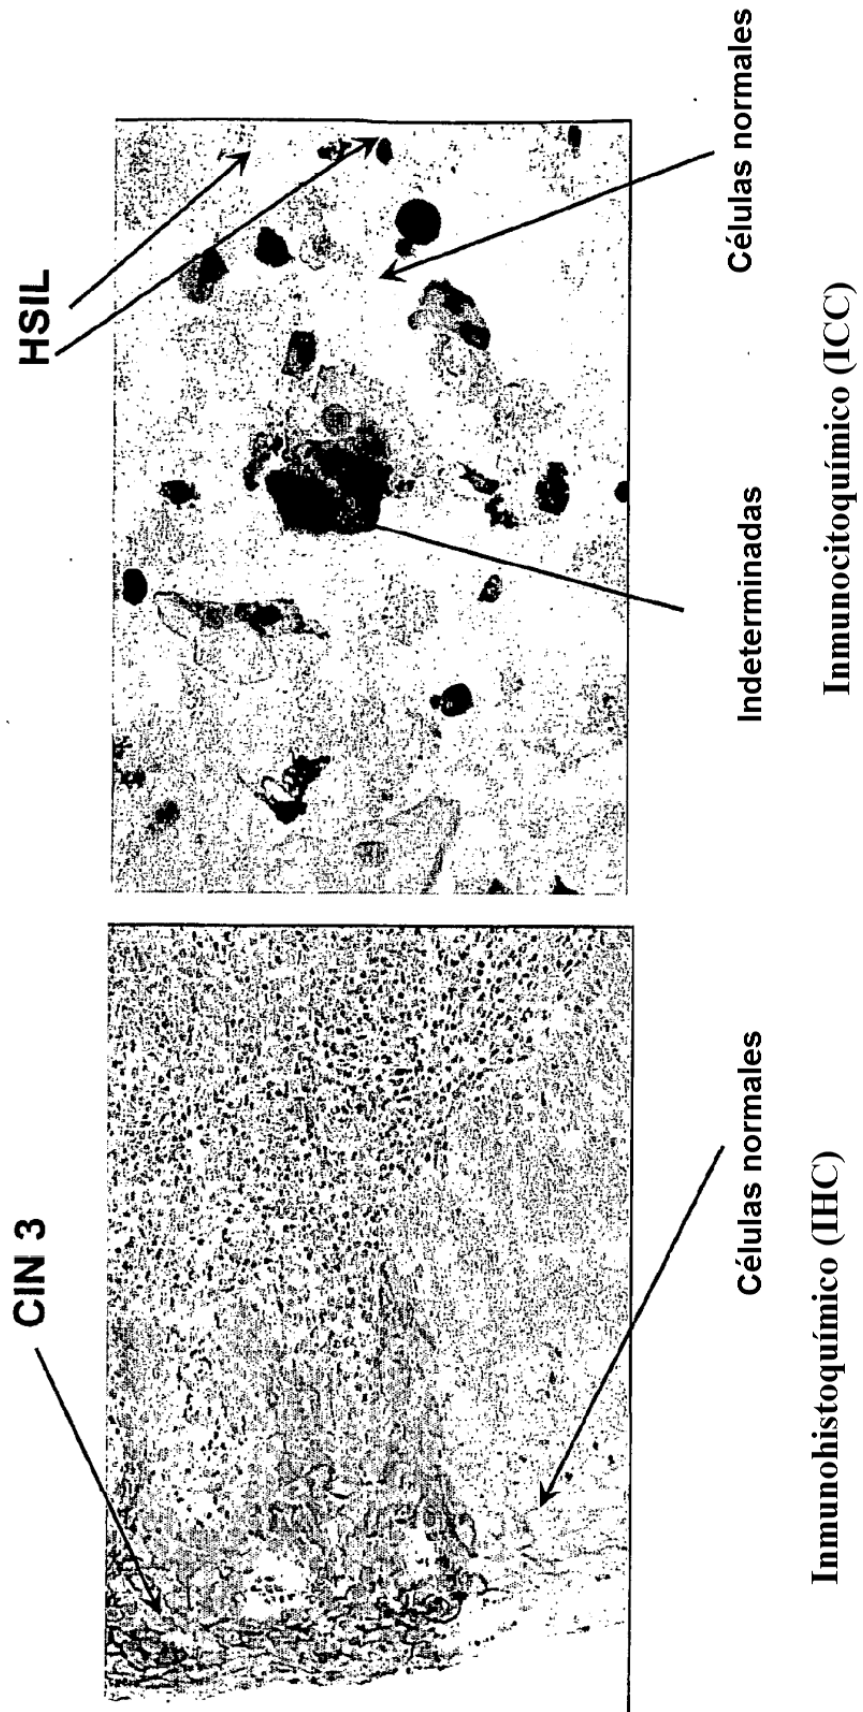 CIN 3
Células normales
Inmunohistoquímico (IHC)
HSIL
Indeterminadas
Células normales
Inmunocitoquímico (ICC)